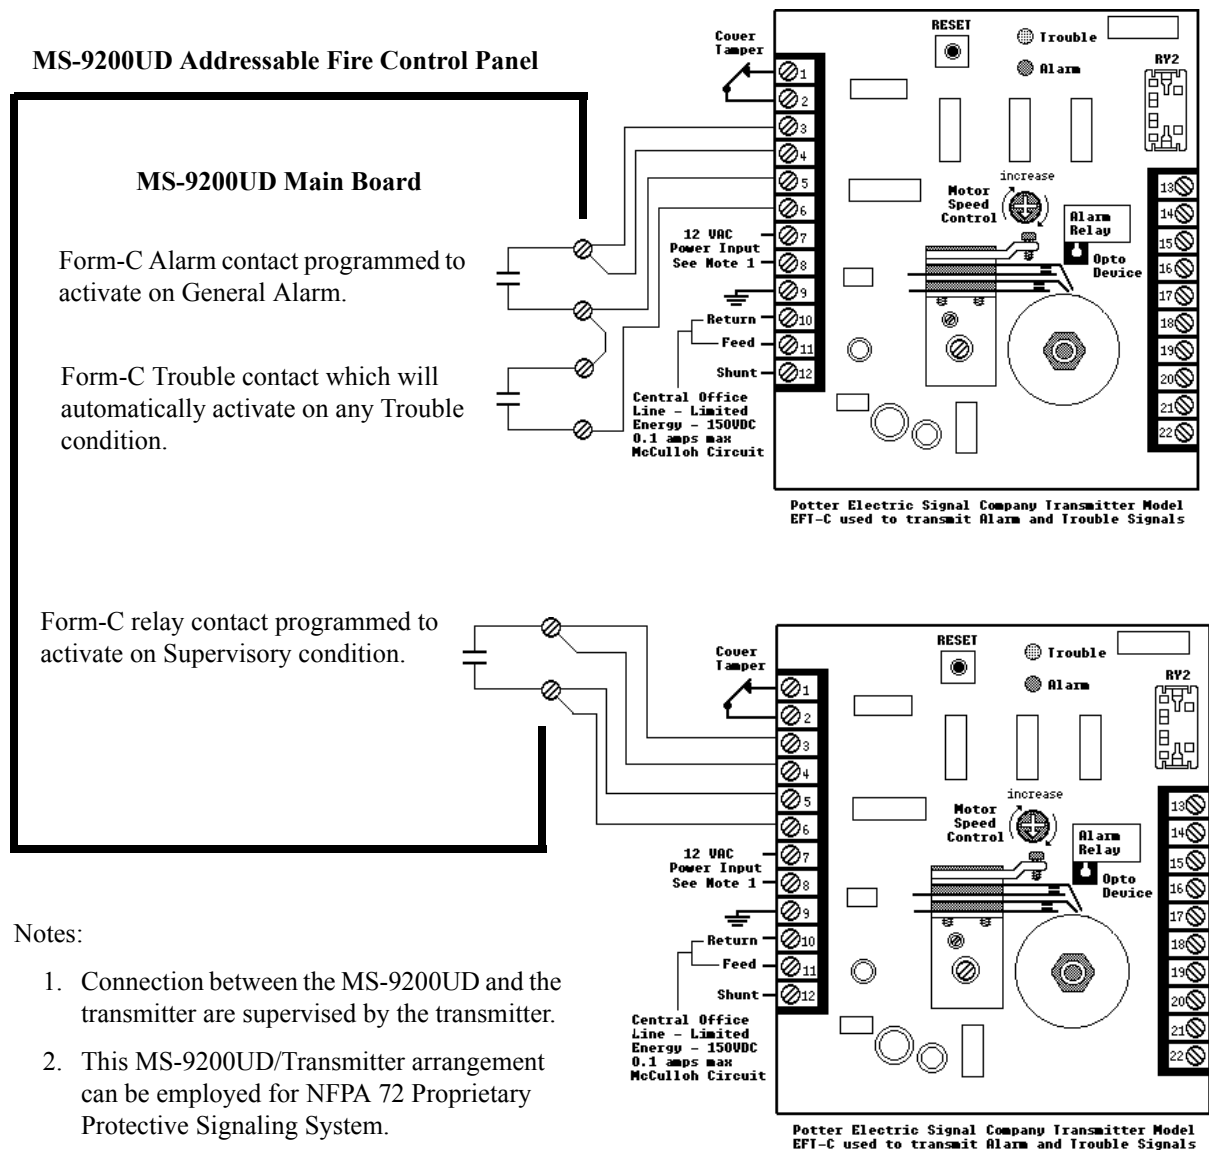 MS-9200UD Addressable Fire Control Panel
MS-9200UD Main Board
Form-C Alarm contact programmed to
activate on General Alarm.
Form-C Trouble contact which will
automatically activate on any Trouble
condition.
Cover
Tamper
1
2
3
4
5
6
12 VAC
Power Input
See Note 1
7
8
9
Return
10
Feed
11
Shunt
12
Central Office
Line - Limited
Energy - 150VDC
0.1 amps max
McCulloh Circuit
RESET
Trouble
Alarm
RY2
increase
Motor
Speed
Control
Alarm
Relay
Opto
Device
13
14
15
16
17
18
19
20
21
22
Potter Electric Signal Company Transmitter Model
EFT-C used to transmit Alarm and Trouble Signals
Form-C relay contact programmed to
activate on Supervisory condition.
Cover
Tamper
1
2
3
4
5
6
12 VAC
Power Input
See Note 1
7
8
9
Return
10
Feed
11
Shunt
12
Central Office
Line - Limited
Energy - 150VDC
0.1 amps max
McCulloh Circuit
RESET
Trouble
Alarm
RY2
increase
Motor
Speed
Control
Alarm
Relay
Opto
Device
13
14
15
16
17
18
19
20
21
22
Potter Electric Signal Company Transmitter Model
EFT-C used to transmit Alarm and Trouble Signals
Notes:
1. Connection between the MS-9200UD and the
transmitter are supervised by the transmitter.
2. This MS-9200UD/Transmitter arrangement
can be employed for NFPA 72 Proprietary
Protective Signaling System.